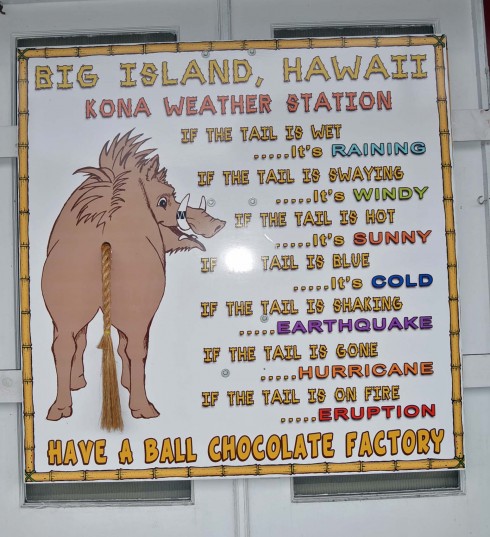 BIG ISLAND, HAWAII
KONA WEATHER STATION
IF THE TAIL IS WET
.....It's RAINING
IF THE TAIL IS SWAYING
.....It's WINDY
IF THE TAIL IS HOT
.....It's SUNNY
IF TAIL IS BLUE
.....It's COLD
IF THE TAIL IS SHAKING
.....EARTHQUAKE
IF THE TAIL IS GONE
.....HURRICANE
IF THE TAIL IS ON FIRE
.....ERUPTION
HAVE A BALL CHOCOLATE FACTORY